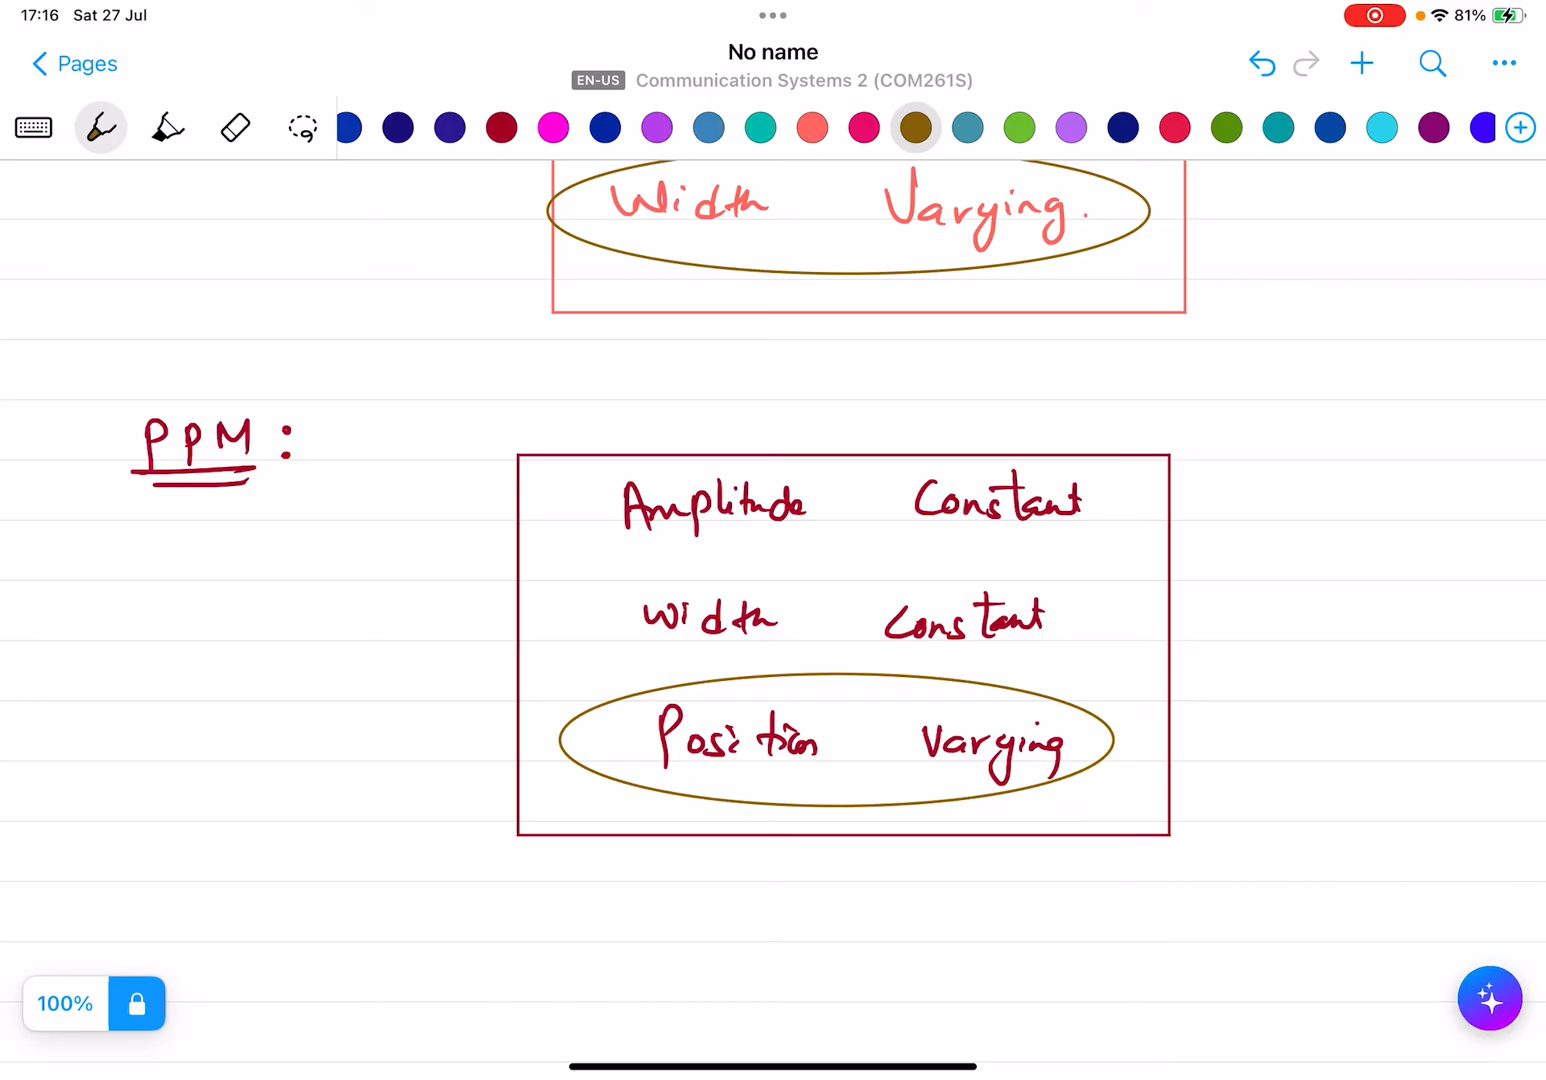 17:16 Sat 27 Jul
81%
Pages
No name
EN-US Communication Systems 2 (COM261S)
Width Varying.
PPM:
Amplitude Constant
Width Constant
Position Varying
100%